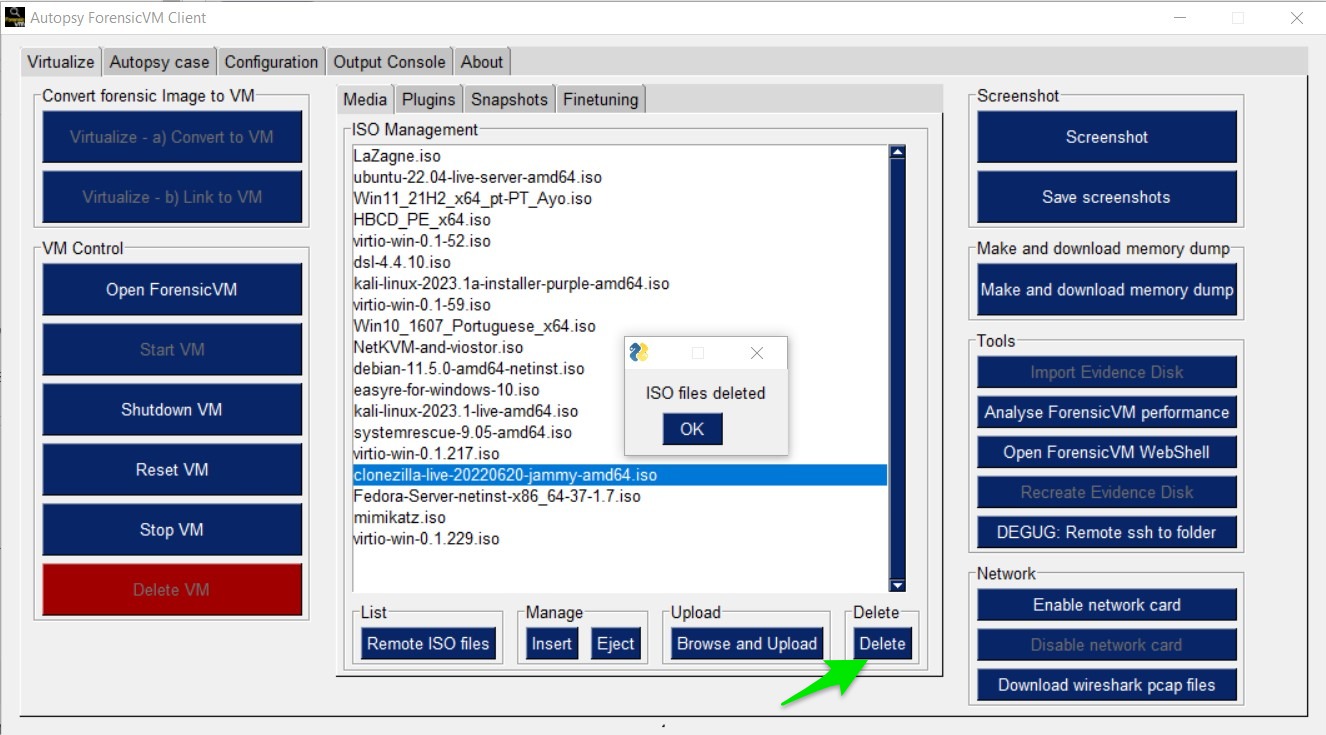 Autopsy ForensicVM Client
Virtualize
Autopsy case
Configuration
Output Console
About
Convert forensic Image to VM
Virtualize - a) Convert to VM
Virtualize - b) Link to VM
VM Control
Open ForensicVM
Start VM
Shutdown VM
Reset VM
Stop VM
Delete VM
Media
Plugins
Snapshots
Finetuning
ISO Management
LaZagne.iso
ubuntu-22.04-live-server-amd64.iso
Win11_21H2_x64_pt-PT_Ayo.iso
HBCD_PE_x64.iso
virtio-win-0.1-52.iso
dsl-4.4.10.iso
kali-linux-2023.1a-installer-purple-amd64.iso
virtio-win-0.1-59.iso
Win10_1607_Portuguese_x64.iso
NetKVM-and-viostor.iso
debian-11.5.0-amd64-netinst.iso
easyre-for-windows-10.iso
kali-linux-2023.1-live-amd64.iso
systemrescue-9.05-amd64.iso
virtio-win-0.1.217.iso
clonezilla-live-20220620-jammy-amd64.iso
Fedora-Server-netinst-x86_64-37-1.7.iso
mimikatz.iso
virtio-win-0.1.229.iso
ISO files deleted
OK
List
Remote ISO files
Manage
Insert
Eject
Upload
Browse and Upload
Delete
Delete
Screenshot
Screenshot
Save screenshots
Make and download memory dump
Make and download memory dump
Tools
Import Evidence Disk
Analyse ForensicVM performance
Open ForensicVM WebShell
Recreate Evidence Disk
DEGUG: Remote ssh to folder
Network
Enable network card
Disable network card
Download wireshark pcap files